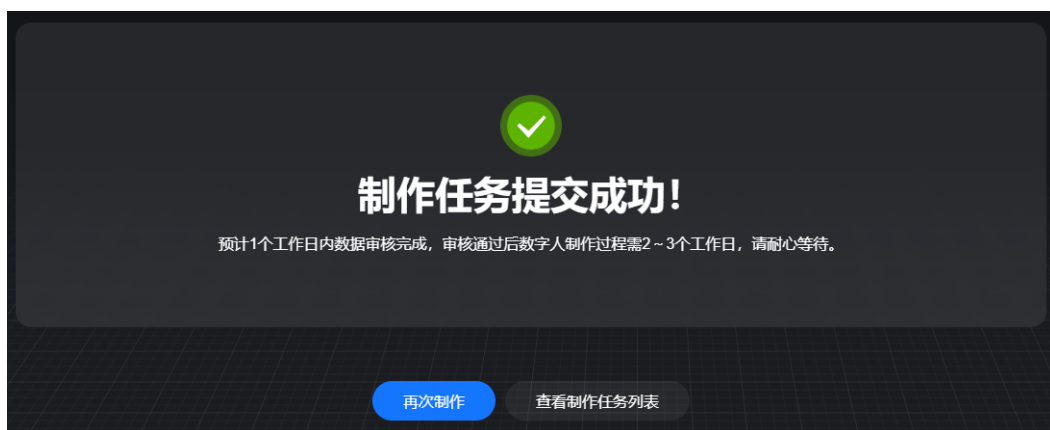 制作任务提交成功！
预计1个工作日内数据审核完成，审核通过后数字人制作过程需2~3个工作日，请耐心等待。
再次制作
查看制作任务列表